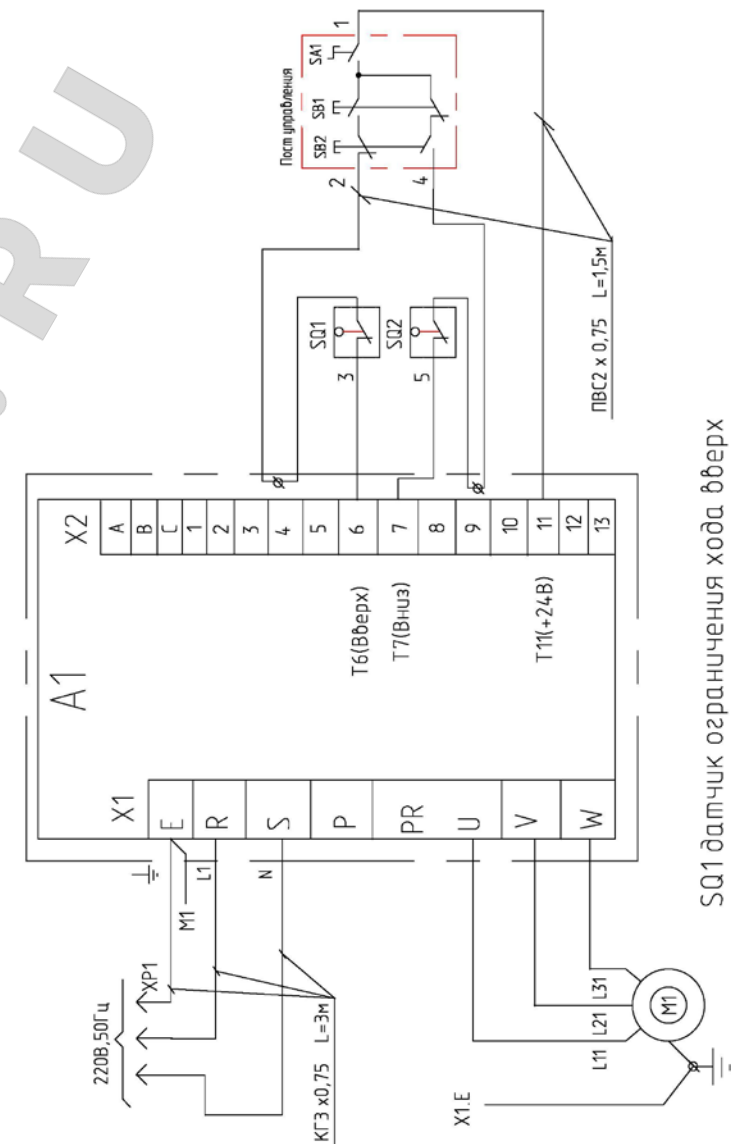 RU
1
SA1
SB1
SB2
Пост управления
2
4
SQ1
SQ2
3
5
ПВС2 x 0,75 L=1,5м
A1
X2
A
B
C
1
2
3
4
5
6
7
8
9
10
11
12
13
T6(Вверх)
T7(Вниз)
T11(+24В)
X1
E
R
S
P
PR
U
V
W
M1
L1
N
220В,50Гц
XP1
КГ3 x0,75 L=3м
L11
L21
L31
M1
X1.E
SQ1 датчик ограничения хода вверх